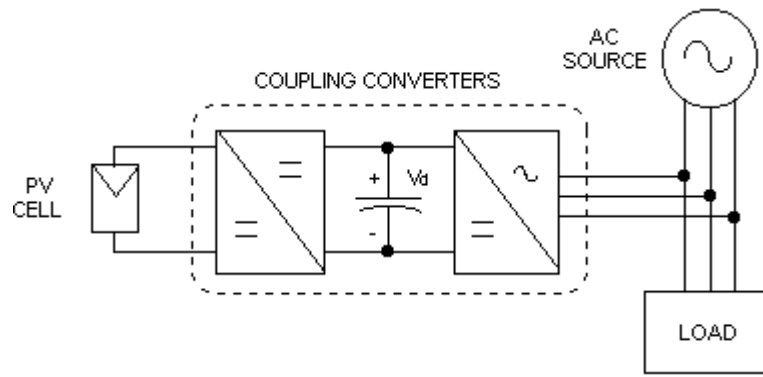 AC
SOURCE
COUPLING CONVERTERS
PV
CELL
+
Vd
-
LOAD